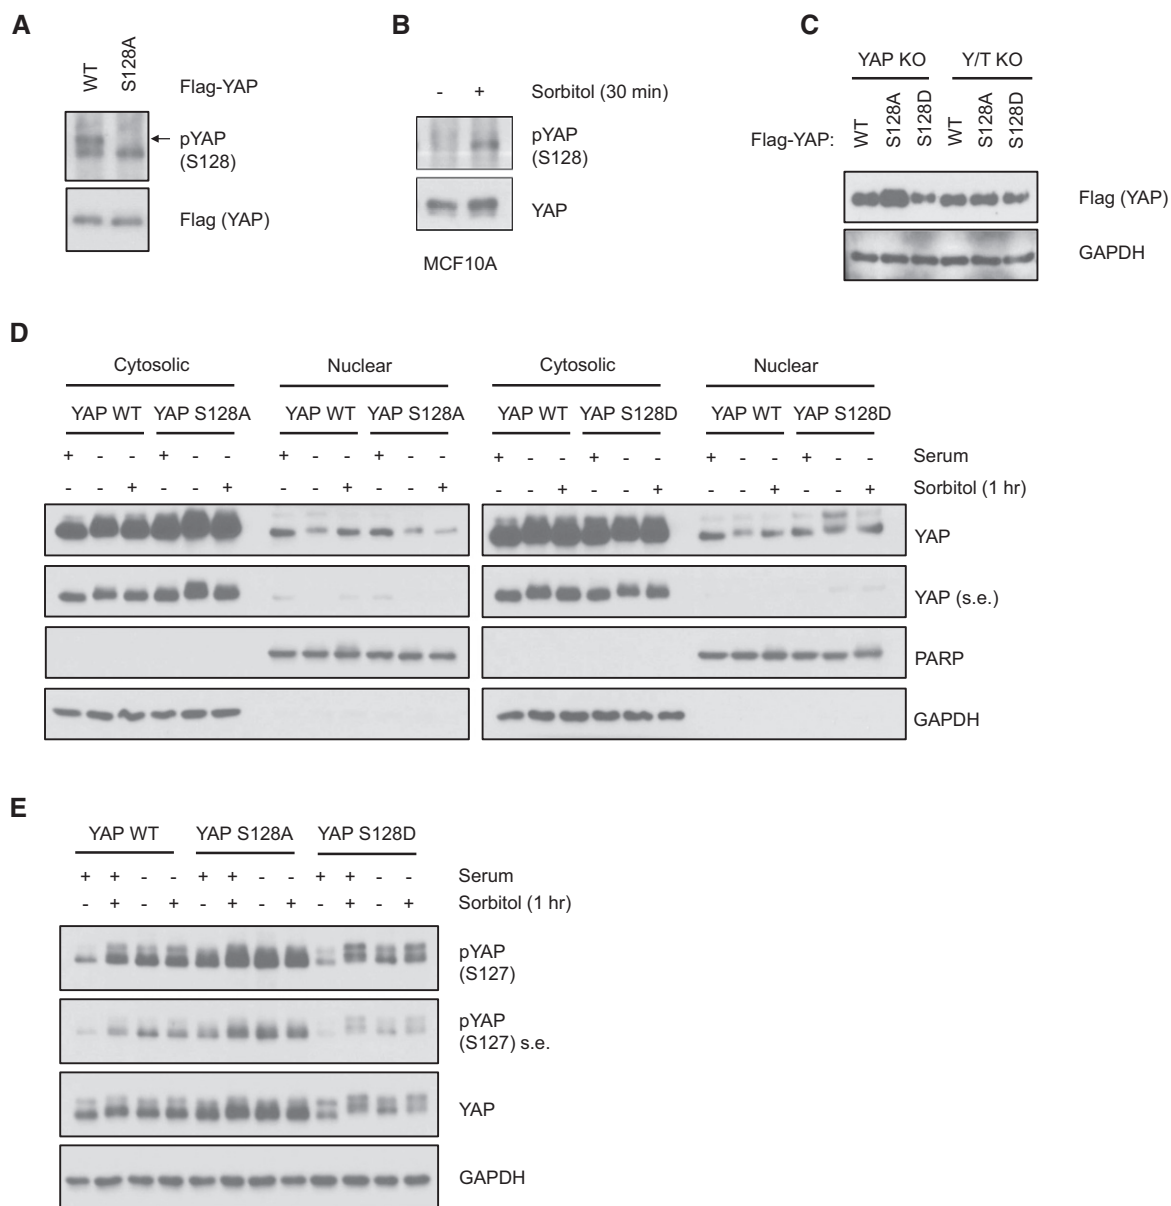 A
WT
S128A
Flag-YAP
pYAP
(S128)
Flag (YAP)
B
- +
Sorbitol (30 min)
pYAP
(S128)
YAP
MCF10A
C
YAP KO Y/T KO
Flag-YAP:
WT
S128A
S128D
WT
S128A
S128D
Flag (YAP)
GAPDH
D
Cytosolic Nuclear Cytosolic Nuclear
YAP WT YAP S128A YAP WT YAP S128A YAP WT YAP S128D YAP WT YAP S128D
+ - - + - - + - - + - - + - - + - - + - - + - - Serum
- - + - - + - - + - - + - - + - - + - - + - - + Sorbitol (1 hr)
YAP
YAP (s.e.)
PARP
GAPDH
E
YAP WT YAP S128A YAP S128D
+ + - - + + - - + + - - Serum
- + - + - + - + - + - + Sorbitol (1 hr)
pYAP
(S127)
pYAP
(S127) s.e.
YAP
GAPDH